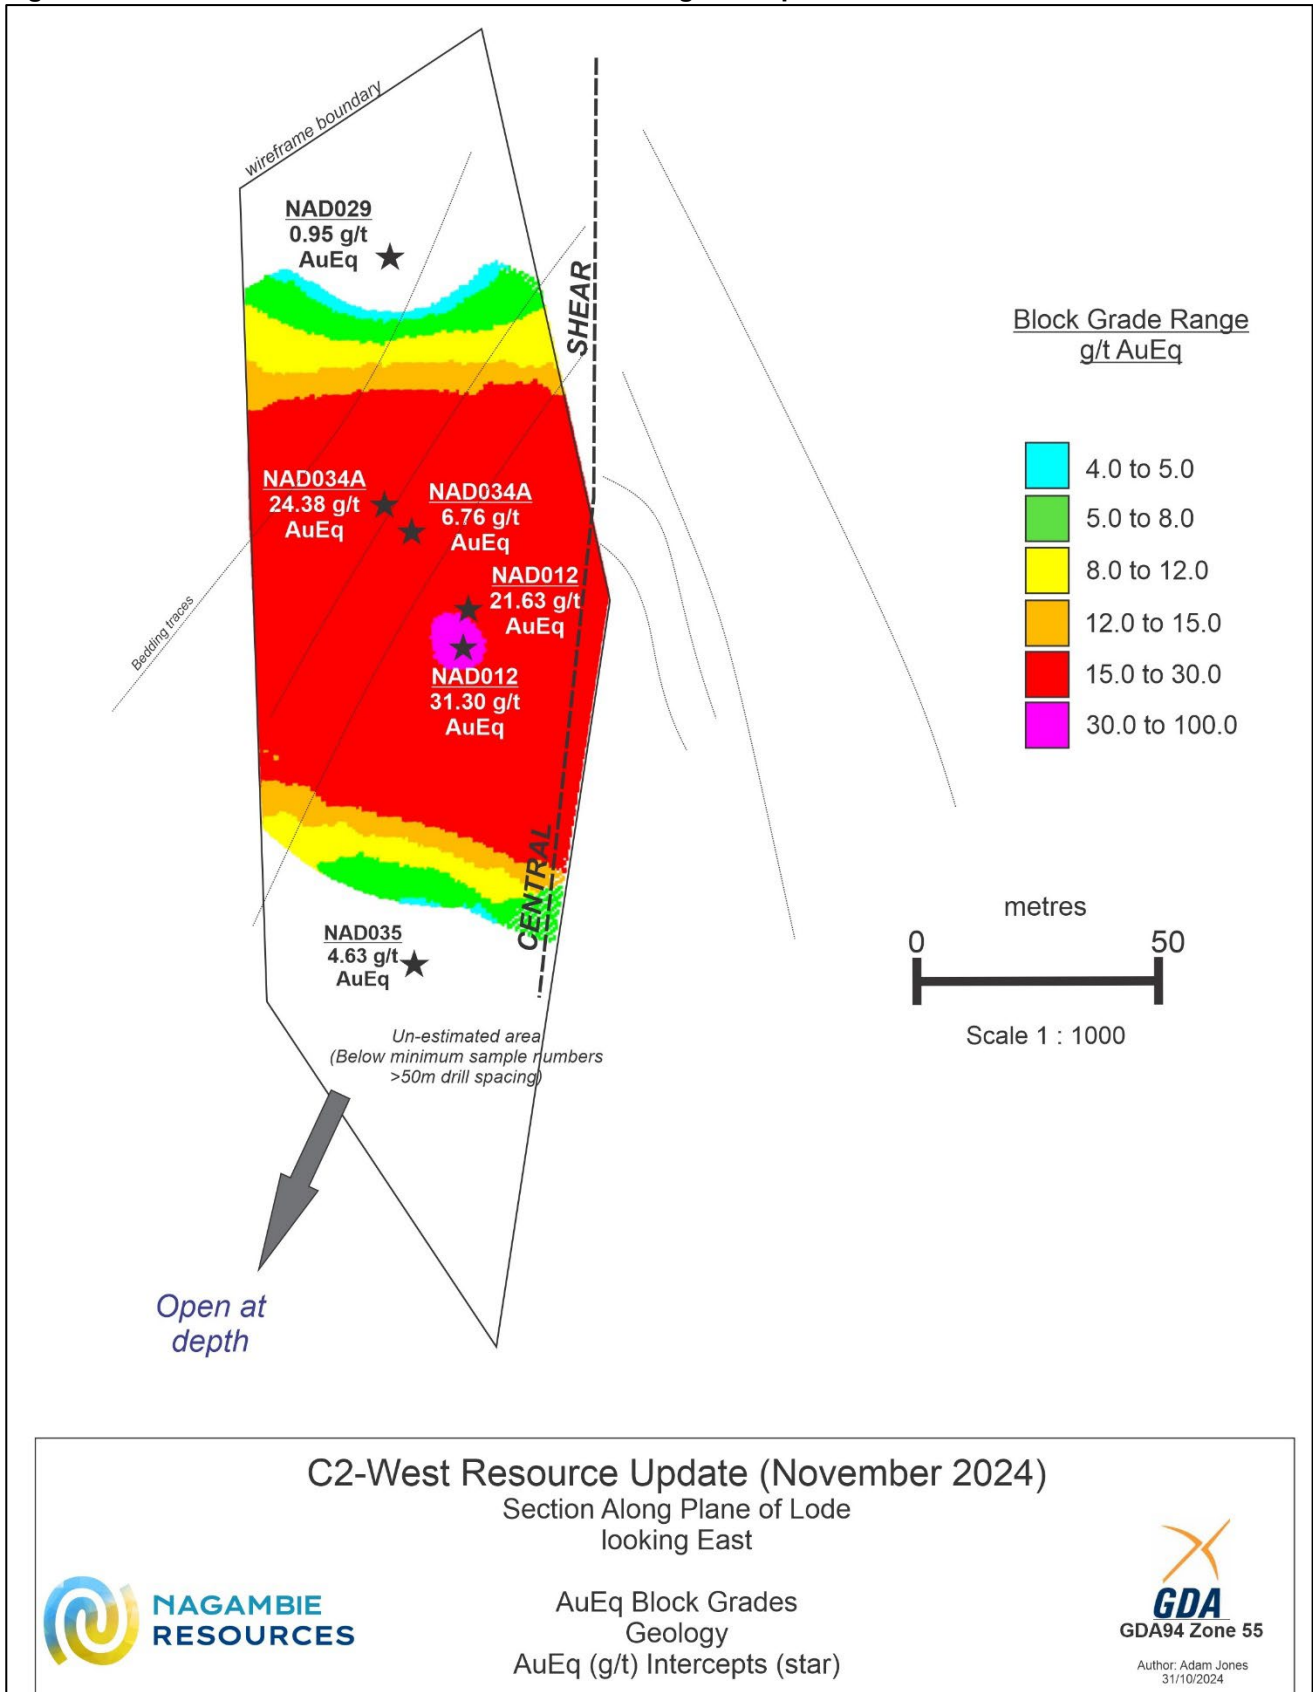 wireframe boundary
NAD029
0.95 g/t
AuEq
SHEAR
Block Grade Range
g/t AuEq
4.0 to 5.0
5.0 to 8.0
8.0 to 12.0
12.0 to 15.0
15.0 to 30.0
30.0 to 100.0
NAD034A
24.38 g/t
AuEq
NAD034A
6.76 g/t
AuEq
NAD012
21.63 g/t
AuEq
NAD012
31.30 g/t
AuEq
Bedding traces
CENTRAL
NAD035
4.63 g/t
AuEq
metres
0 50
Scale 1 : 1000
Un-estimated area
(Below minimum sample numbers
>50m drill spacing)
Open at
depth
C2-West Resource Update (November 2024)
Section Along Plane of Lode
looking East
AuEq Block Grades
Geology
AuEq (g/t) Intercepts (star)
NAGAMBIE
RESOURCES
GDA
GDA94 Zone 55
Author: Adam Jones
31/10/2024